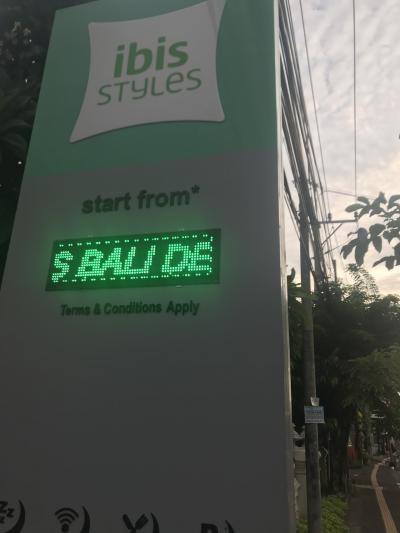 ibis
STYLES
start from*
S BALI DE
Terms & Conditions Apply